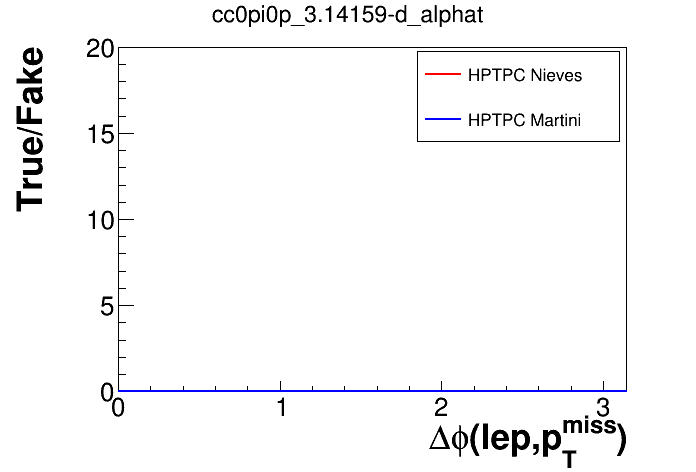 cc0pi0p_3.14159-d_alphat
True/Fake
20
15
10
5
0
HPTPC Nieves
HPTPC Martini
0 1 2 3
Δϕ(lep,p_T^miss)